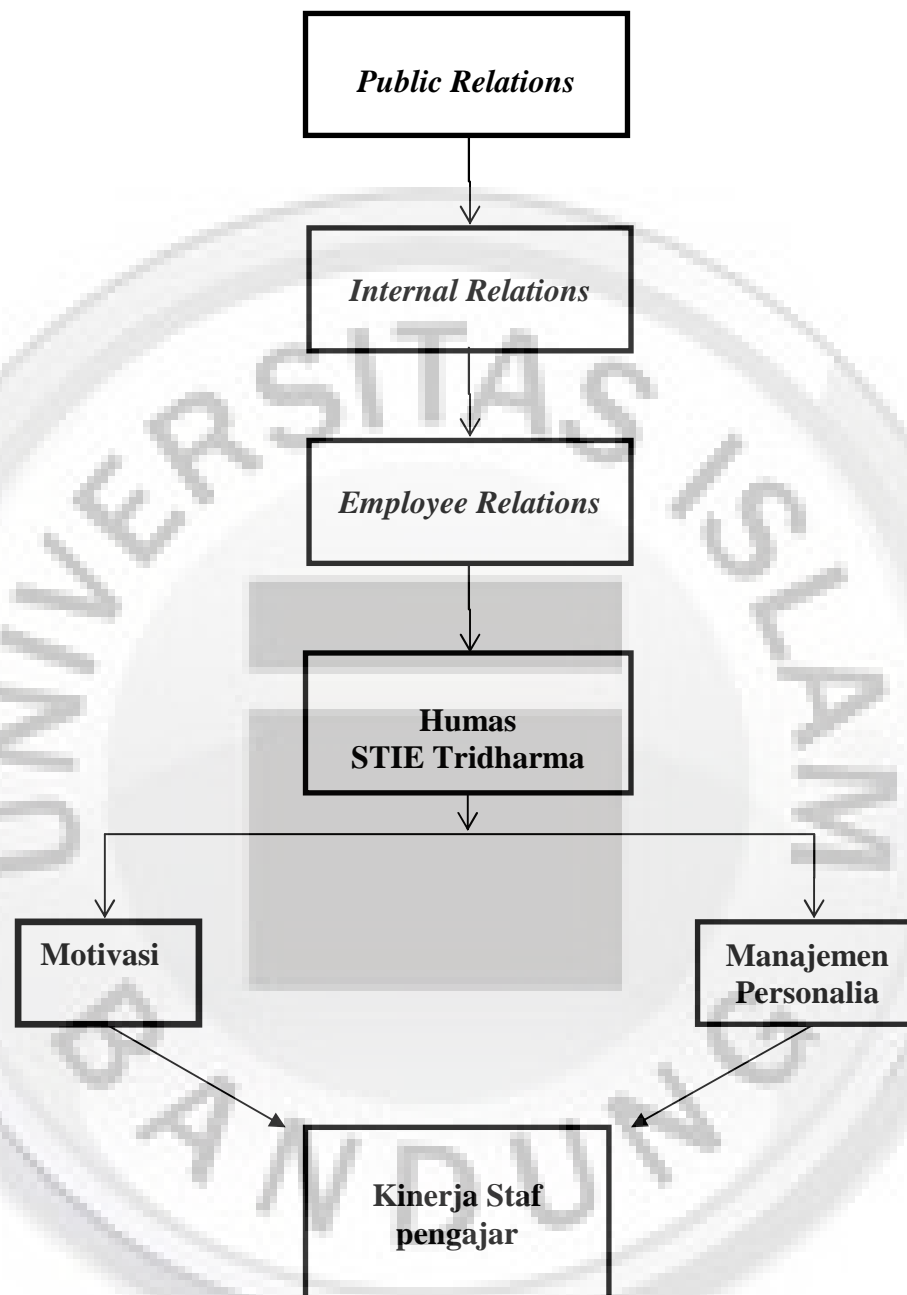 Public Relations
Internal Relations
Employee Relations
Humas
STIE Tridharma
Motivasi
Manajemen
Personalia
Kinerja Staf
pengajar
UNIVERSITAS ISLAM
BANDUNG